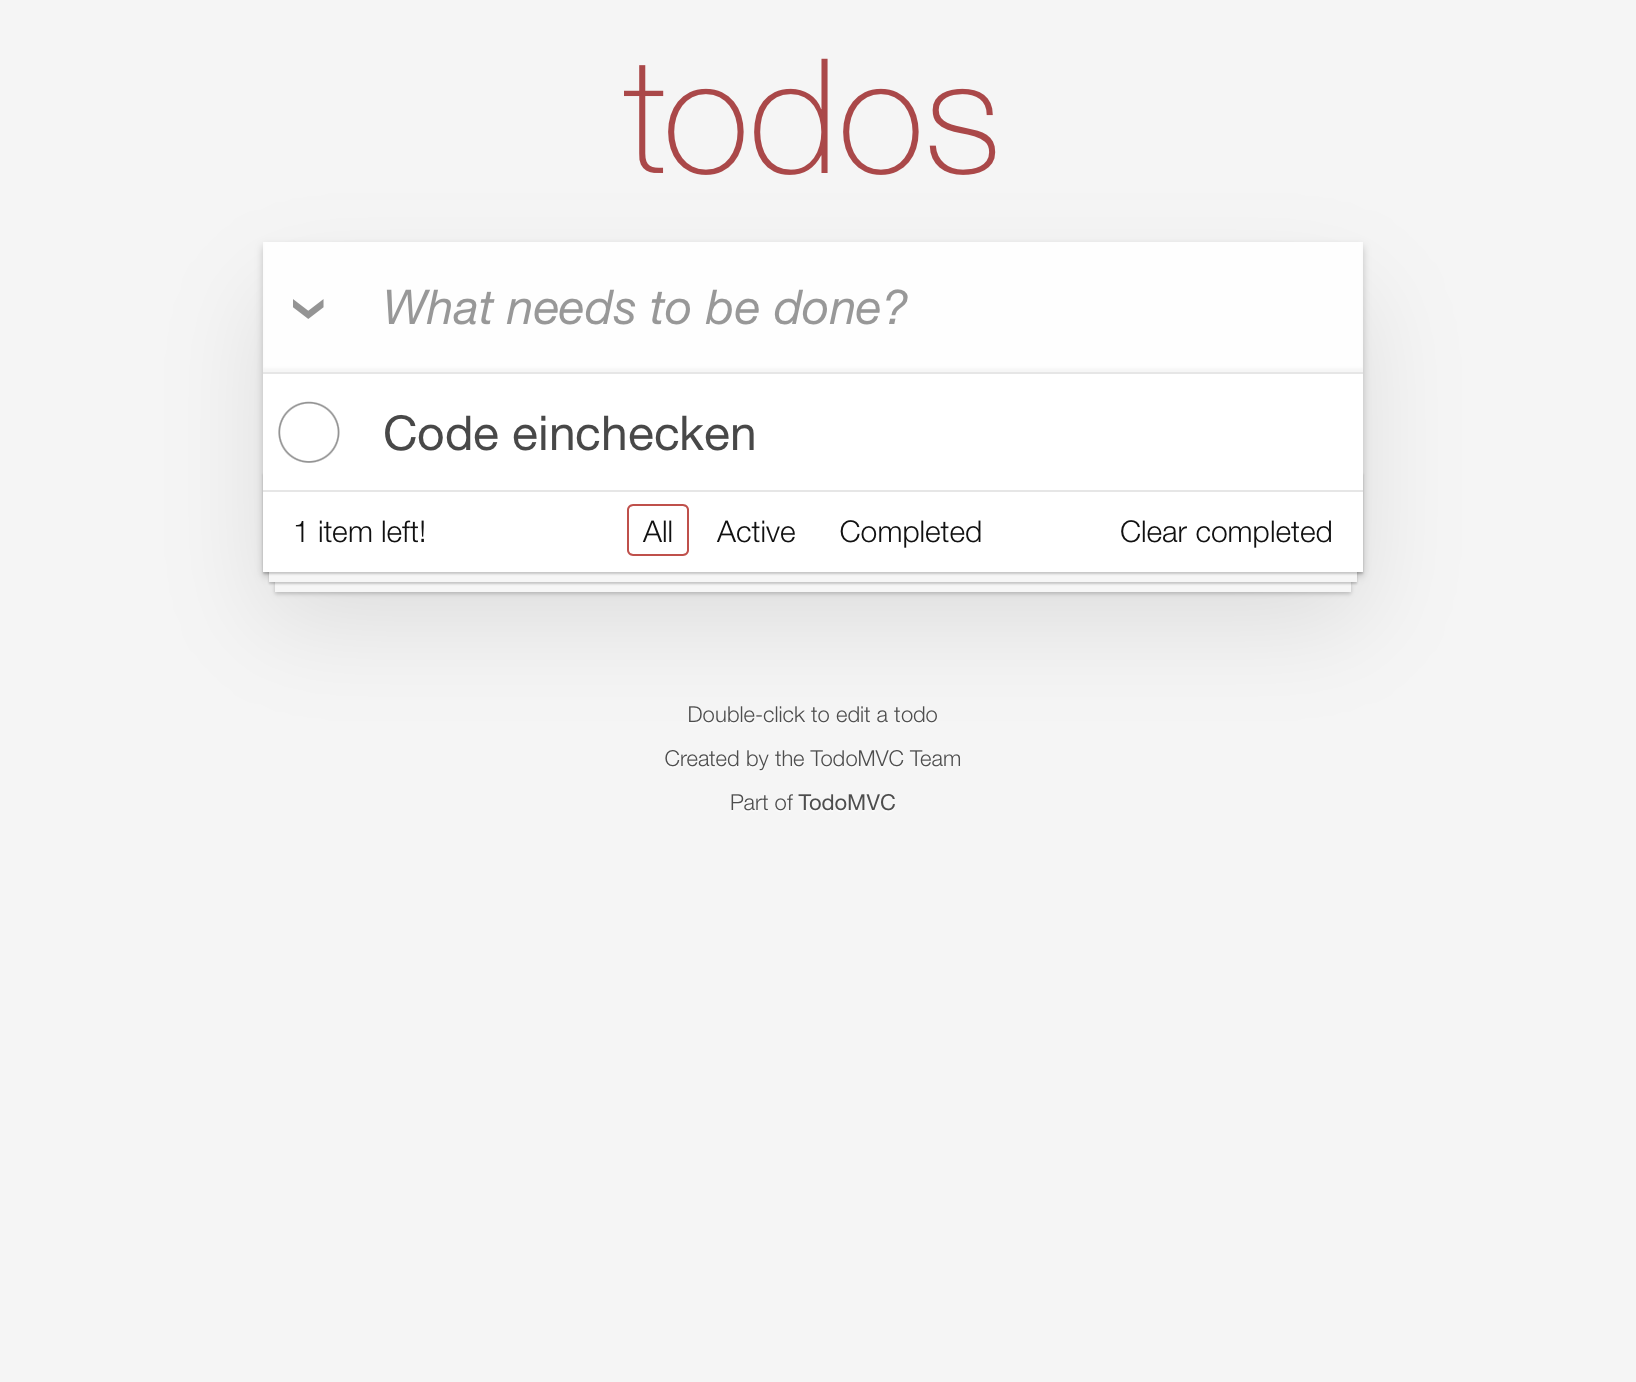 todos
What needs to be done?
Code einchecken
1 item left!
All
Active
Completed
Clear completed
Double-click to edit a todo
Created by the TodoMVC Team
Part of TodoMVC